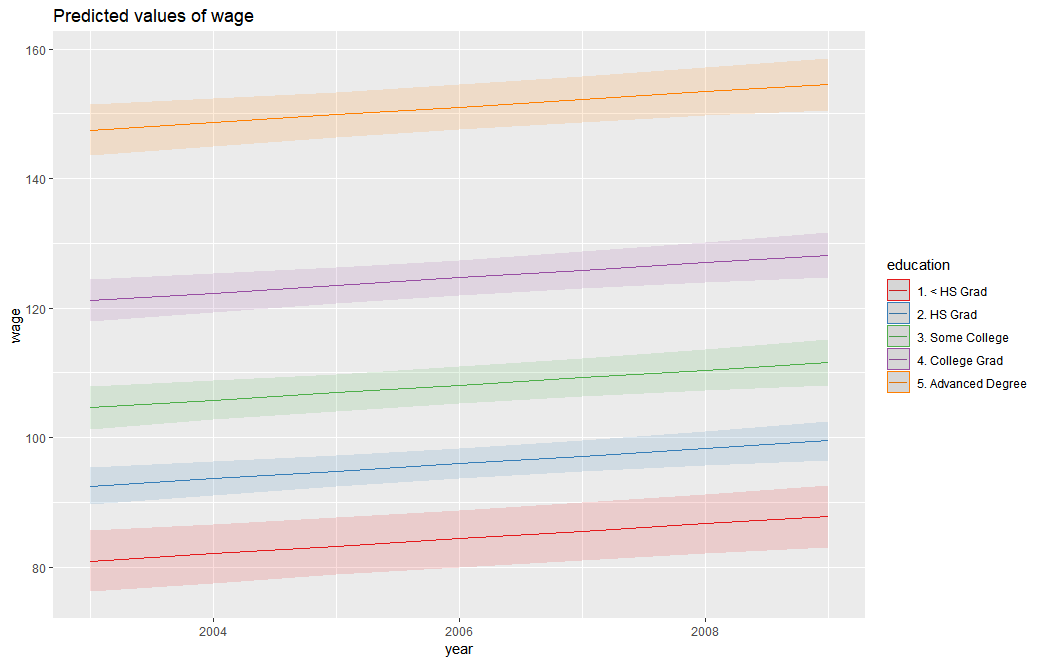 Predicted values of wage
160
140
120
100
80
wage
2004
2006
2008
year
education
1. < HS Grad
2. HS Grad
3. Some College
4. College Grad
5. Advanced Degree